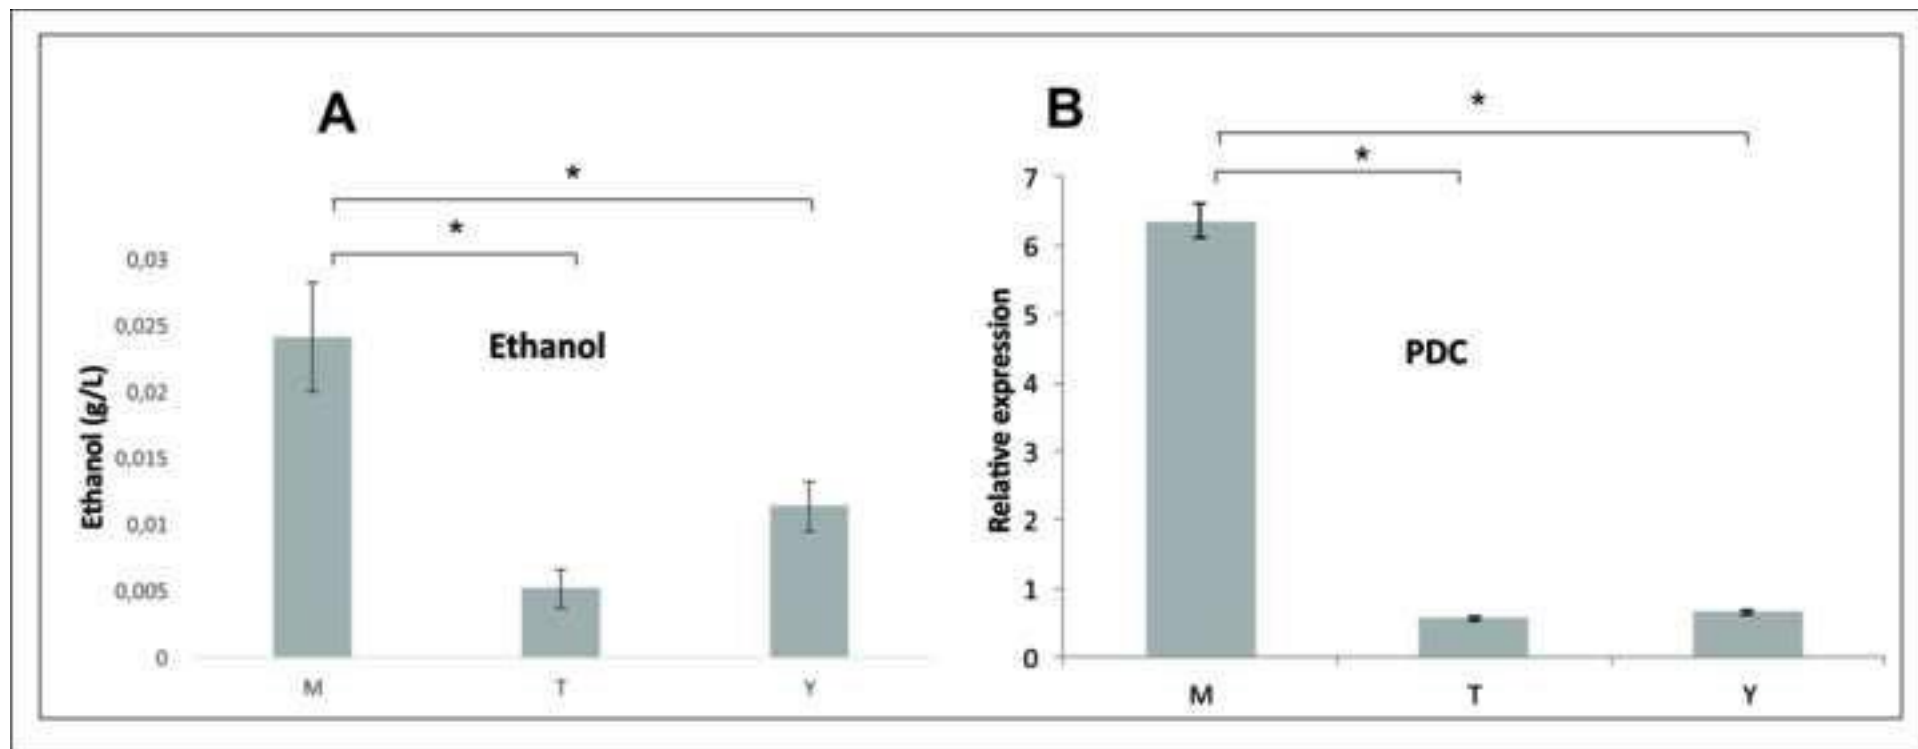 A
*
*
0,03
0,025
0,02
0,015
0,01
0,005
0
Ethanol (g/L)
Ethanol
M T Y
B
*
*
7
6
5
4
3
2
1
0
Relative expression
PDC
M T Y